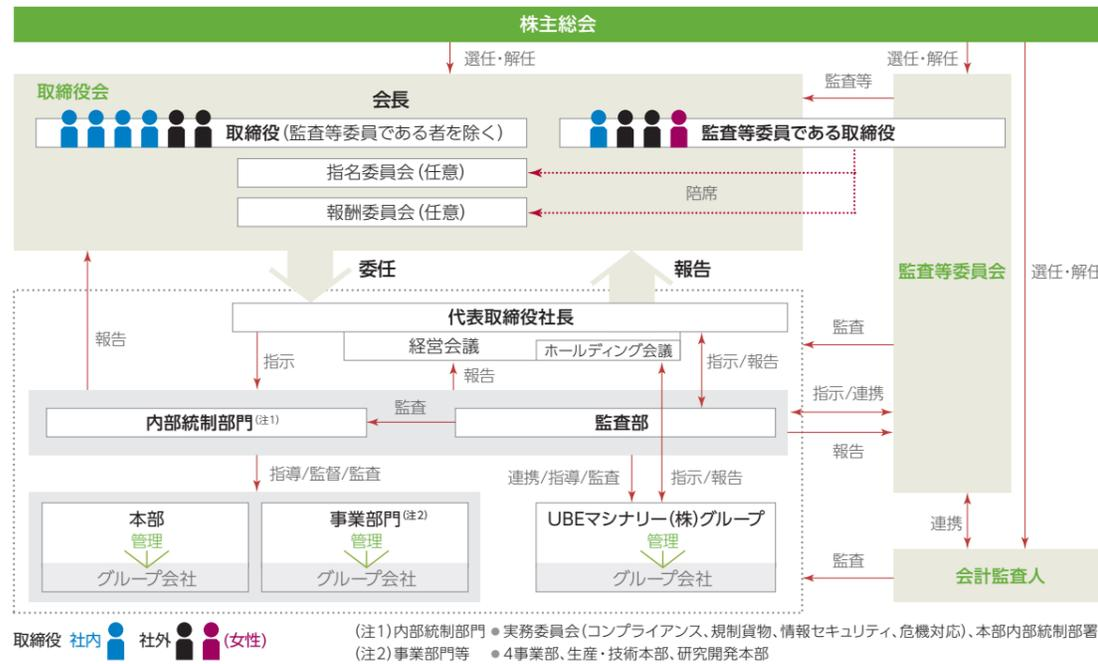 株主総会
選任・解任
選任・解任
取締役会
会長
監査等
取締役(監査等委員である者を除く)
監査等委員である取締役
指名委員会(任意)
陪席
報酬委員会(任意)
委任
報告
監査等委員会
選任・解任
代表取締役社長
報告
監査
経営会議
ホールディング会議
指示
指示/報告
報告
指示/連携
内部統制部門(注1)
監査
監査部
報告
指導/監督/監査
連携/指導/監査
指示/報告
本部
管理
グループ会社
事業部門(注2)
管理
グループ会社
UBEマシナリー(株)グループ
管理
グループ会社
連携
監査
会計監査人
取締役 社内 社外 (女性)
(注1)内部統制部門 ●実務委員会(コンプライアンス、規制貨物、情報セキュリティ、危機対応)、本部内部統制部署
(注2)事業部門等 ●4事業部、生産・技術本部、研究開発本部